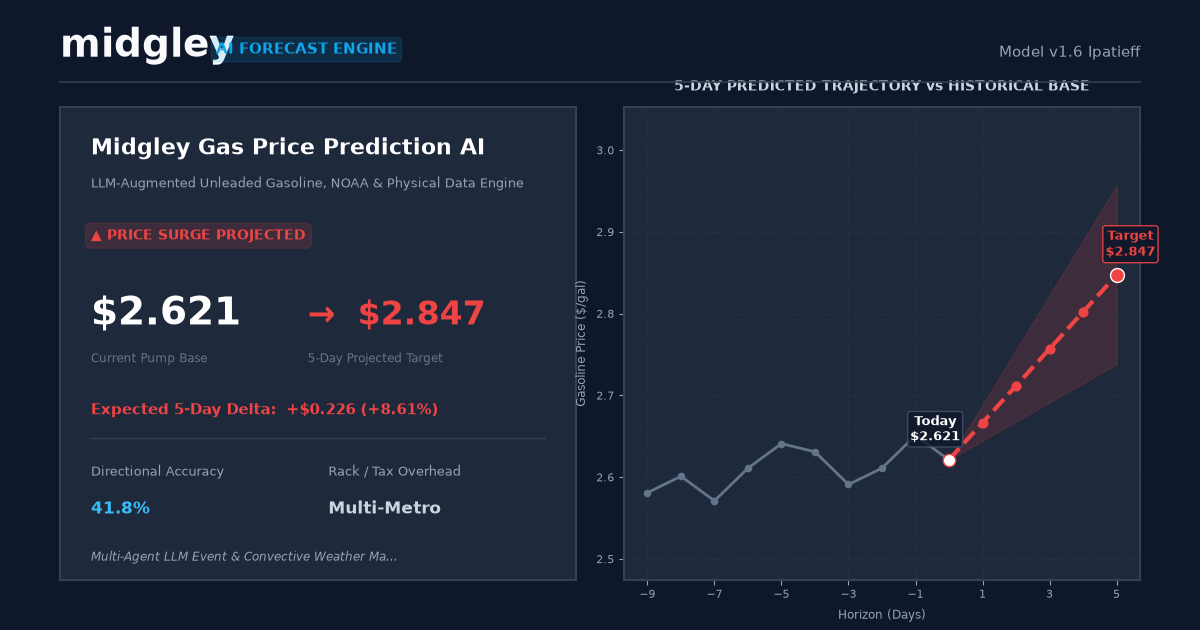 midgley
AI FORECAST ENGINE
Model v1.6 Ipatieff
Midgley Gas Price Prediction AI
LLM-Augmented Unleaded Gasoline, NOAA & Physical Data Engine
▲ PRICE SURGE PROJECTED
$2.621
→ $2.847
Current Pump Base
5-Day Projected Target
Expected 5-Day Delta: +$0.226 (+8.61%)
Directional Accuracy
Rack / Tax Overhead
41.8%
Multi-Metro
Multi-Agent LLM Event & Convective Weather Ma...
5-DAY PREDICTED TRAJECTORY vs HISTORICAL BASE
Gasoline Price ($/gal)
3.0
2.9
2.8
2.7
2.6
2.5
Target
$2.847
Today
$2.621
−9 −7 −5 −3 −1 1 3 5
Horizon (Days)